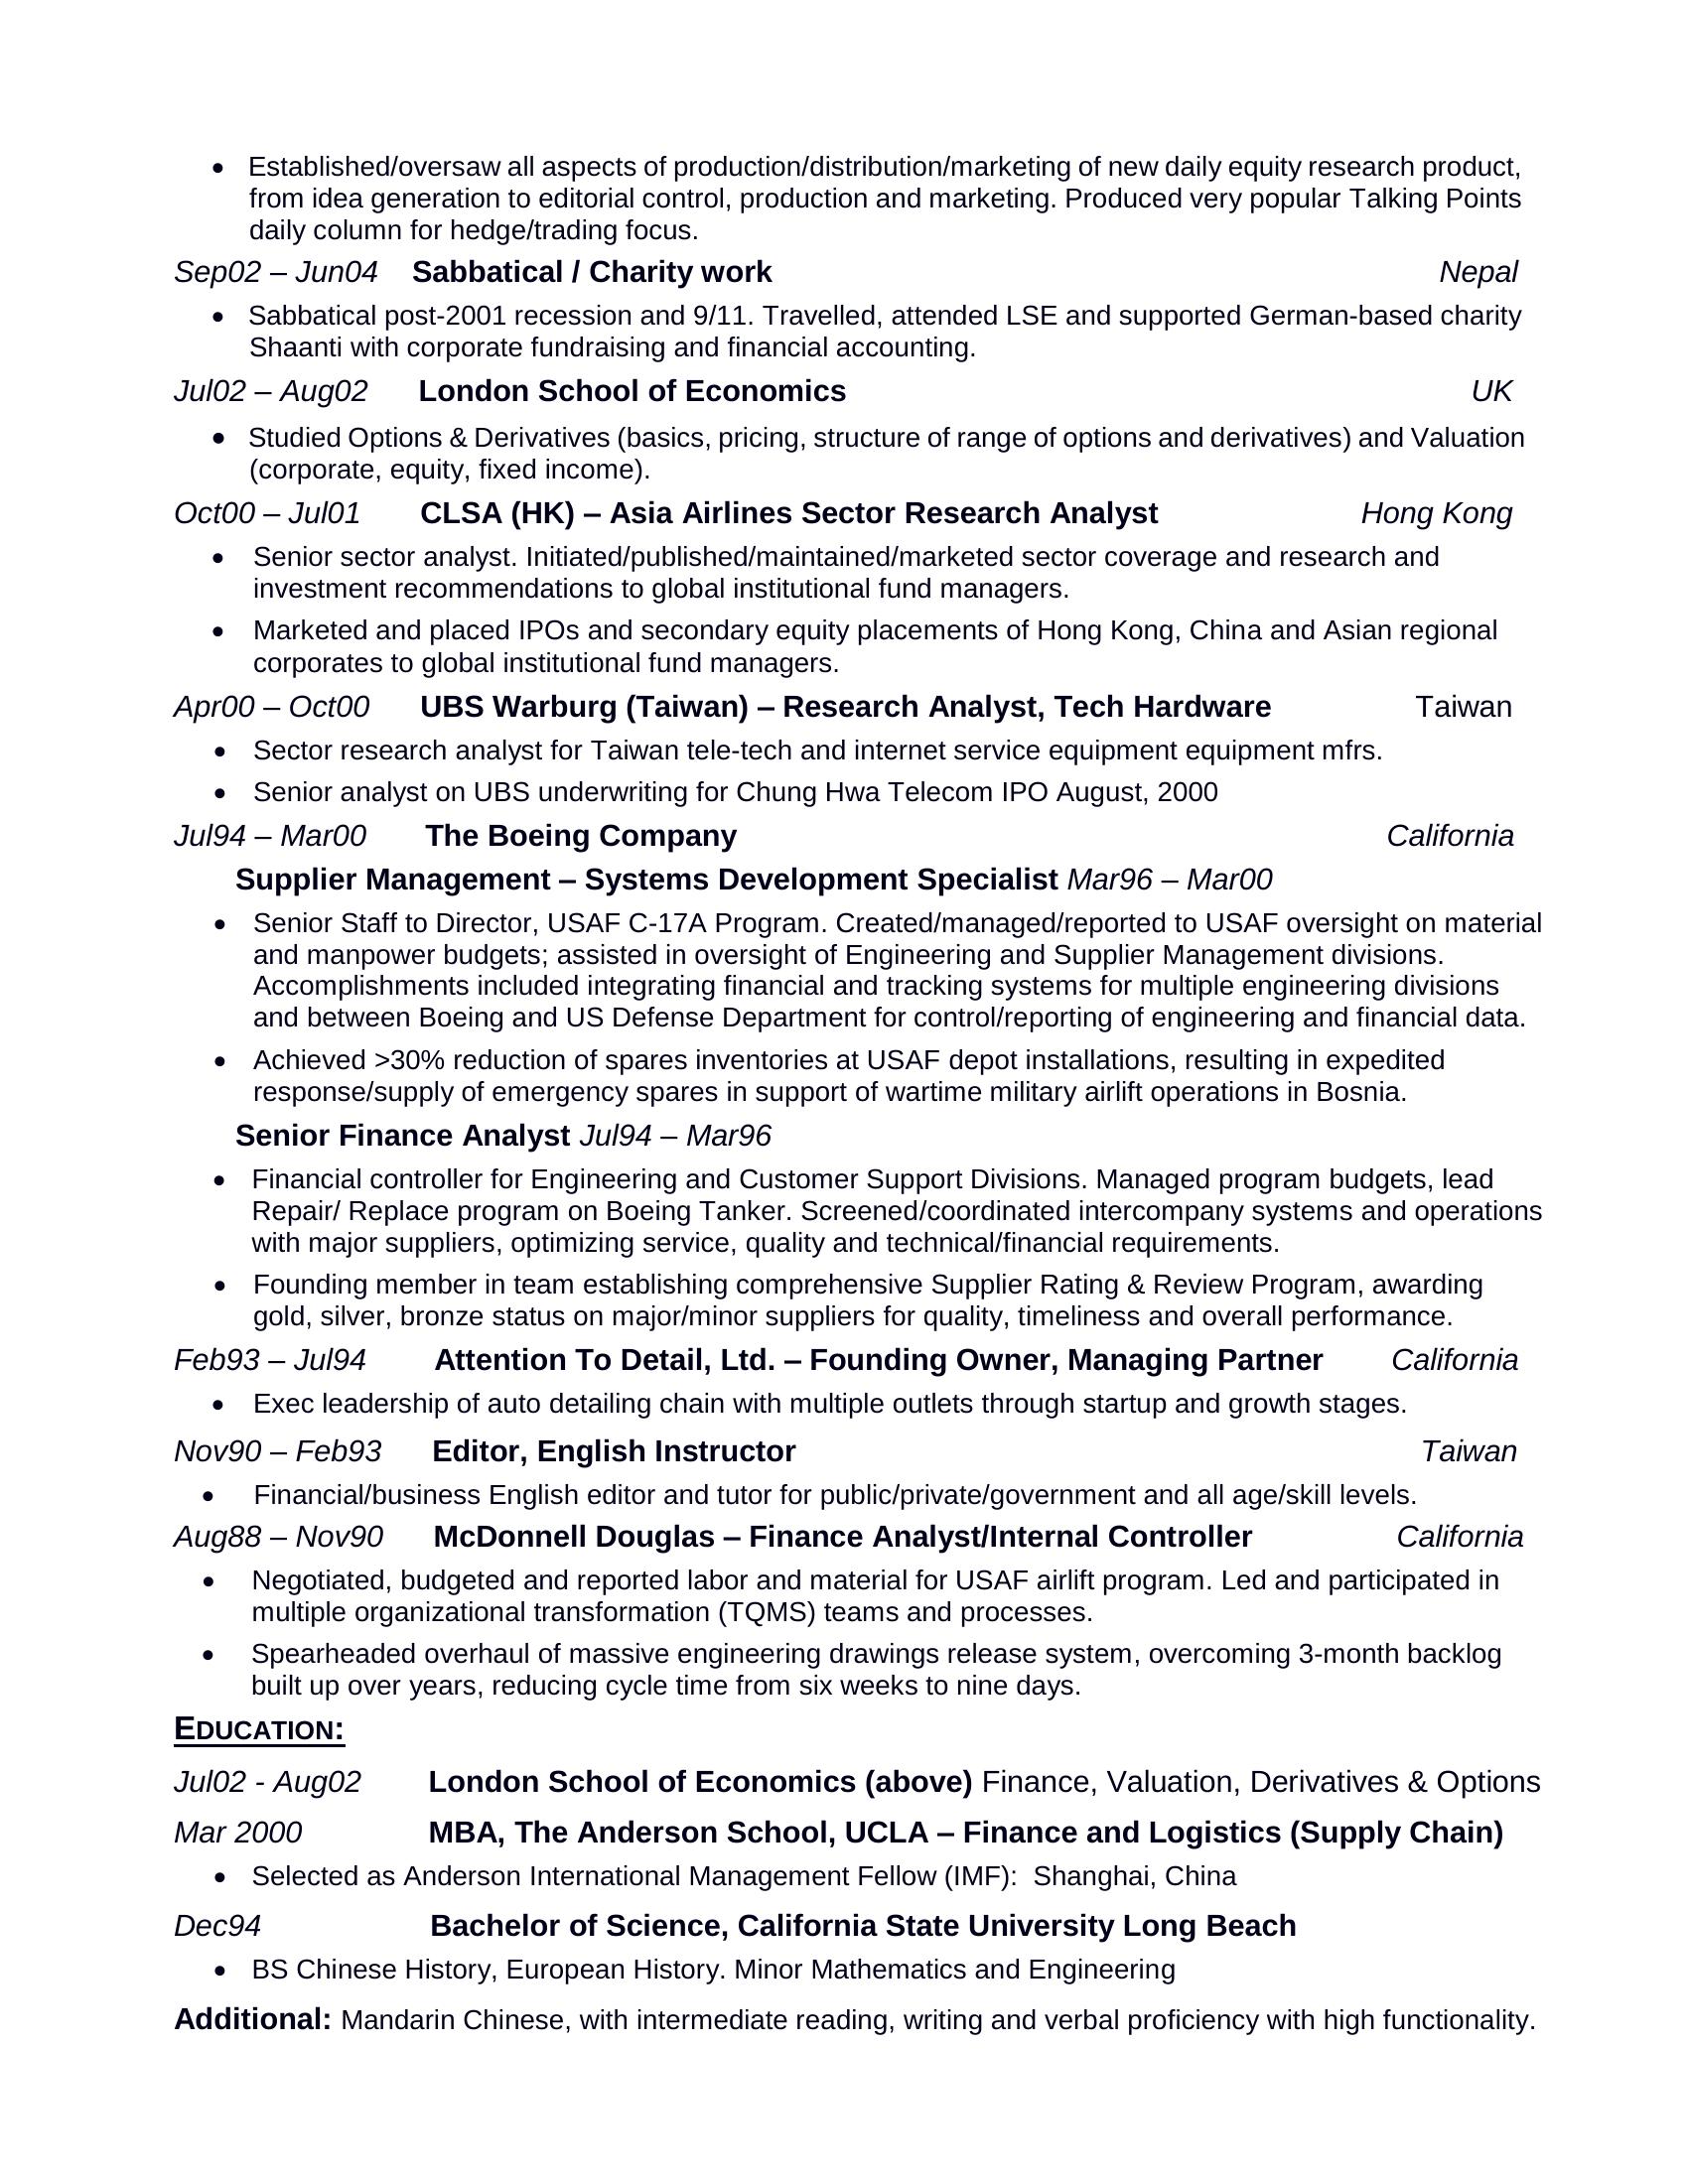 • Established/oversaw all aspects of production/distribution/marketing of new daily equity research product,
from idea generation to editorial control, production and marketing. Produced very popular Talking Points
daily column for hedge/trading focus.
Sep02 – Jun04 Sabbatical / Charity work Nepal
• Sabbatical post-2001 recession and 9/11. Travelled, attended LSE and supported German-based charity
Shaanti with corporate fundraising and financial accounting.
Jul02 – Aug02 London School of Economics UK
• Studied Options & Derivatives (basics, pricing, structure of range of options and derivatives) and Valuation
(corporate, equity, fixed income).
Oct00 – Jul01 CLSA (HK) – Asia Airlines Sector Research Analyst Hong Kong
• Senior sector analyst. Initiated/published/maintained/marketed sector coverage and research and
investment recommendations to global institutional fund managers.
• Marketed and placed IPOs and secondary equity placements of Hong Kong, China and Asian regional
corporates to global institutional fund managers.
Apr00 – Oct00 UBS Warburg (Taiwan) – Research Analyst, Tech Hardware Taiwan
• Sector research analyst for Taiwan tele-tech and internet service equipment equipment mfrs.
• Senior analyst on UBS underwriting for Chung Hwa Telecom IPO August, 2000
Jul94 – Mar00 The Boeing Company California
Supplier Management – Systems Development Specialist Mar96 – Mar00
• Senior Staff to Director, USAF C-17A Program. Created/managed/reported to USAF oversight on material
and manpower budgets; assisted in oversight of Engineering and Supplier Management divisions.
Accomplishments included integrating financial and tracking systems for multiple engineering divisions
and between Boeing and US Defense Department for control/reporting of engineering and financial data.
• Achieved >30% reduction of spares inventories at USAF depot installations, resulting in expedited
response/supply of emergency spares in support of wartime military airlift operations in Bosnia.
Senior Finance Analyst Jul94 – Mar96
• Financial controller for Engineering and Customer Support Divisions. Managed program budgets, lead
Repair/ Replace program on Boeing Tanker. Screened/coordinated intercompany systems and operations
with major suppliers, optimizing service, quality and technical/financial requirements.
• Founding member in team establishing comprehensive Supplier Rating & Review Program, awarding
gold, silver, bronze status on major/minor suppliers for quality, timeliness and overall performance.
Feb93 – Jul94 Attention To Detail, Ltd. – Founding Owner, Managing Partner California
• Exec leadership of auto detailing chain with multiple outlets through startup and growth stages.
Nov90 – Feb93 Editor, English Instructor Taiwan
• Financial/business English editor and tutor for public/private/government and all age/skill levels.
Aug88 – Nov90 McDonnell Douglas – Finance Analyst/Internal Controller California
• Negotiated, budgeted and reported labor and material for USAF airlift program. Led and participated in
multiple organizational transformation (TQMS) teams and processes.
• Spearheaded overhaul of massive engineering drawings release system, overcoming 3-month backlog
built up over years, reducing cycle time from six weeks to nine days.
EDUCATION:
Jul02 - Aug02 London School of Economics (above) Finance, Valuation, Derivatives & Options
Mar 2000 MBA, The Anderson School, UCLA – Finance and Logistics (Supply Chain)
• Selected as Anderson International Management Fellow (IMF): Shanghai, China
Dec94 Bachelor of Science, California State University Long Beach
• BS Chinese History, European History. Minor Mathematics and Engineering
Additional: Mandarin Chinese, with intermediate reading, writing and verbal proficiency with high functionality.